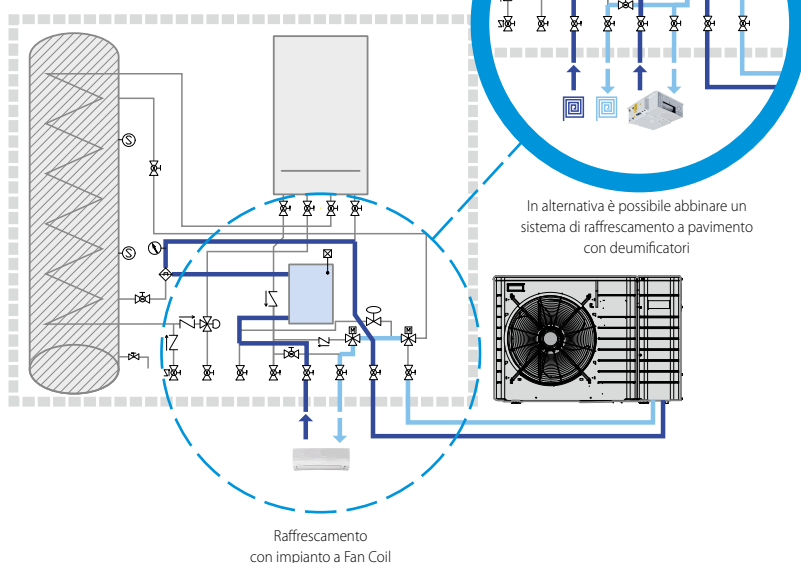 In alternativa è possibile abbinare un
sistema di raffrescamento a pavimento
con deumificatori
S
S
M
M
Raffrescamento
con impianto a Fan Coil